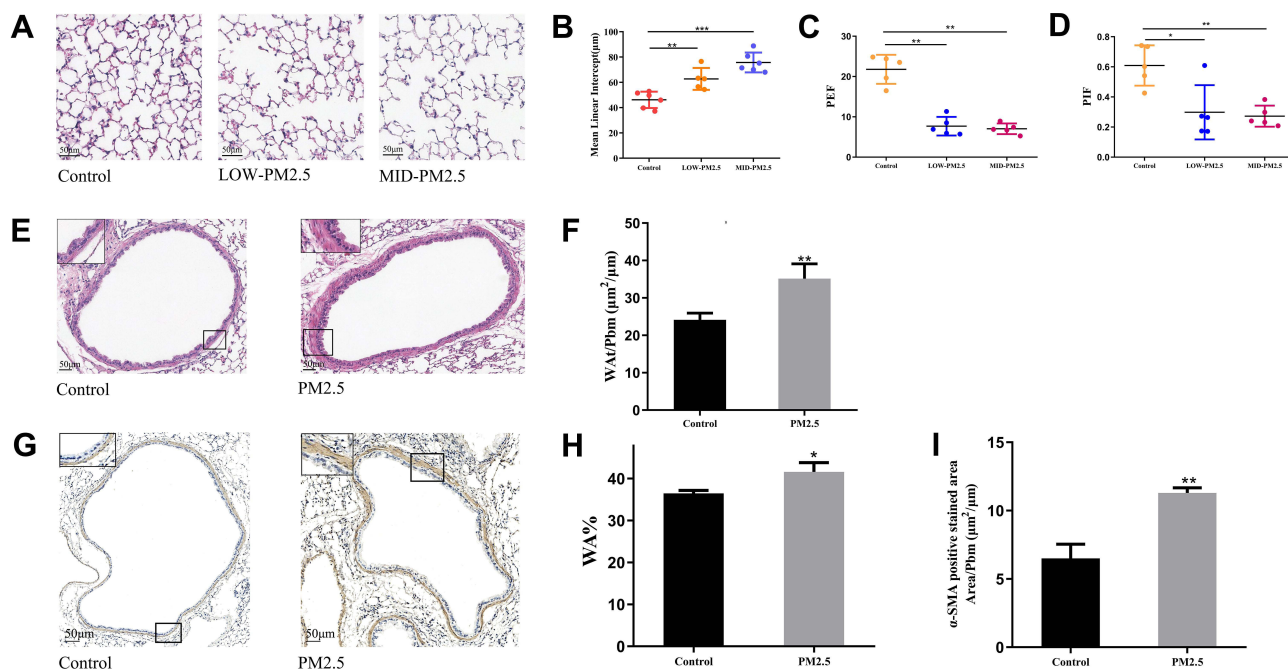 A
50μm
50μm
50μm
Control
LOW-PM2.5
MID-PM2.5
B
Mean Linear Intercept(μm)
100
80
60
40
20
0
***
**
Control
LOW-PM2.5
MID-PM2.5
C
PEF
30
20
10
0
**
**
Control
LOW-PM2.5
MID-PM2.5
D
PIF
0.8
0.6
0.4
0.2
0.0
**
*
Control
LOW-PM2.5
MID-PM2.5
E
50μm
50μm
Control
PM2.5
F
WAt/Pbm (μm²/μm)
50
40
30
20
10
0
**
Control
PM2.5
G
50μm
50μm
Control
PM2.5
H
WA%
40
30
20
10
0
*
Control
PM2.5
I
α-SMA positive stained area
Area/Pbm (μm²/μm)
15
10
5
0
**
Control
PM2.5